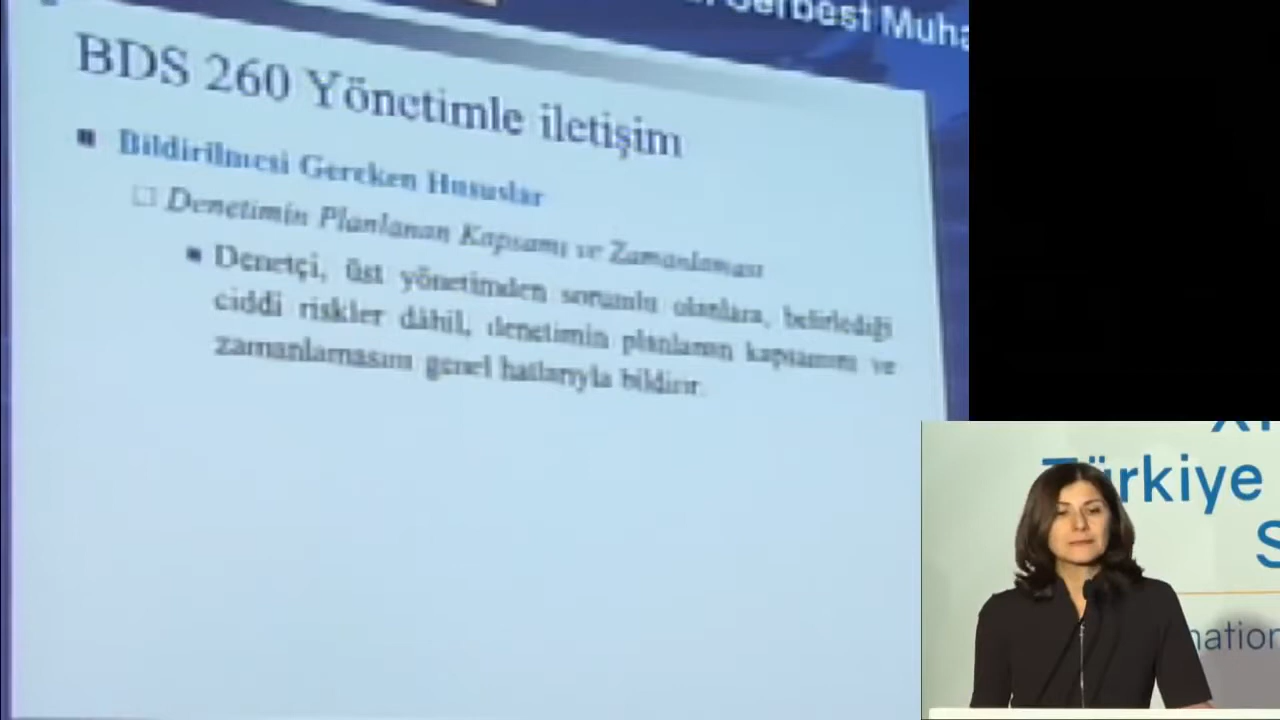 Serbest Muha
BDS 260 Yönetimle iletişim
Bildirilmesi Gereken Hususlar
Denetimin Planlanan Kapsamı ve Zamanlaması
Denetçi, üst yönetimden sorumlu olanlara, belirlediği
ciddi riskler dâhil, denetimin planlanan kapsamını ve
zamanlamasını genel hatlarıyla bildirir.
Türkiye
S
nation